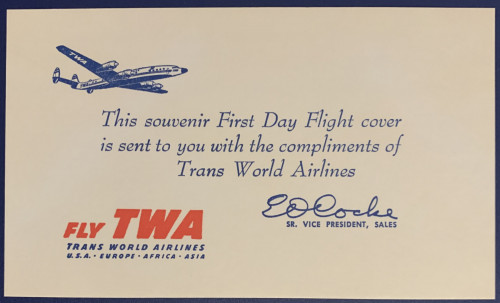 TWA
This souvenir First Day Flight cover
is sent to you with the compliments of
Trans World Airlines
E O Cocke
SR. VICE PRESIDENT, SALES
FLY TWA
TRANS WORLD AIRLINES
U.S.A. · EUROPE · AFRICA · ASIA